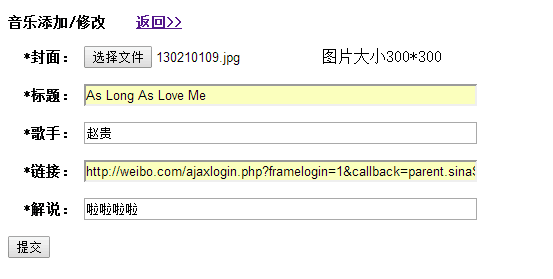 音乐添加/修改 返回>>
*封面： 选择文件 130210109.jpg 图片大小300*300
*标题： As Long As Love Me
*歌手： 赵贵
*链接： http://weibo.com/ajaxlogin.php?framelogin=1&callback=parent.sina
*解说： 啦啦啦啦
提交